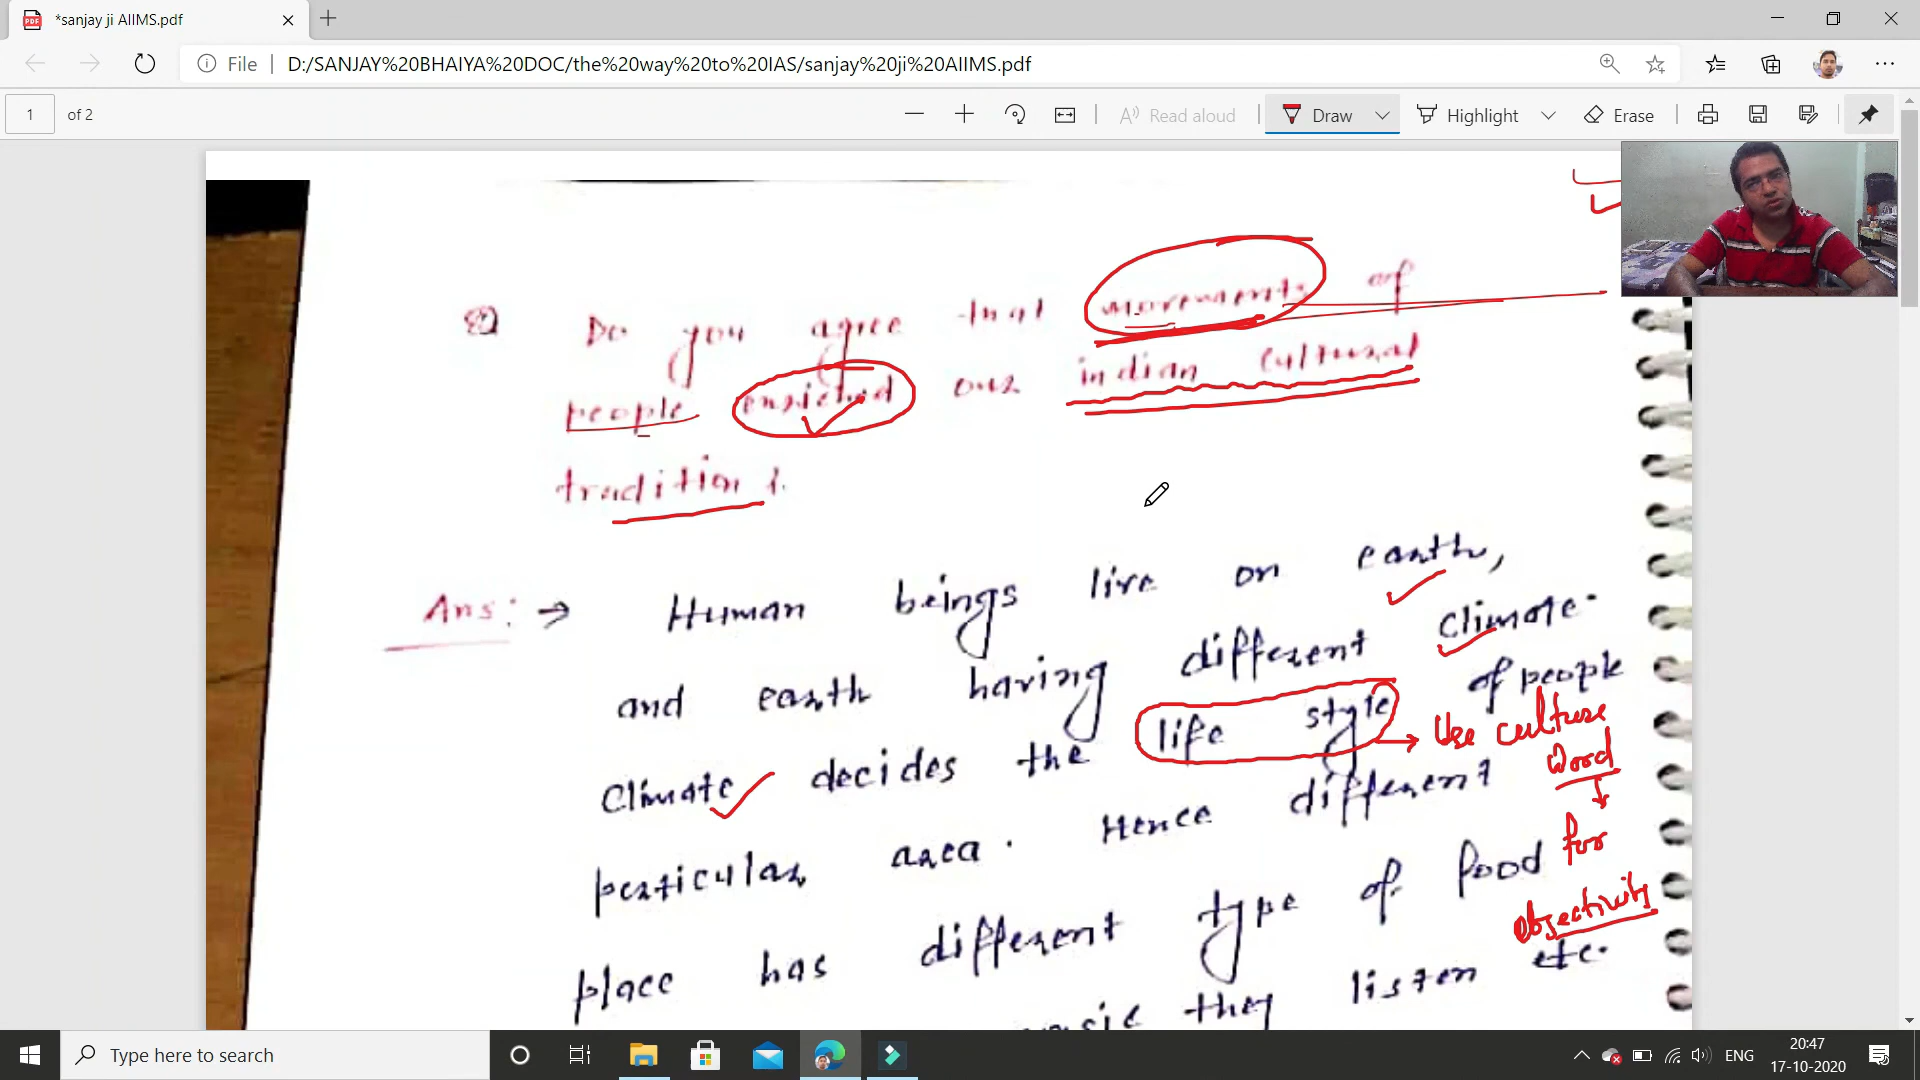 *sanjay ji AIIMS.pdf
File
D:/SANJAY%20BHAIYA%20DOC/the%20way%20to%20IAS/sanjay%20ji%20AIIMS.pdf
1 of 2
Read aloud
Draw
Highlight
Erase
Do you agree that movements of
people enriched our indian cultural
tradition ?
Ans: → Human beings live on earth,
and earth having different climate.
Climate decides the life style of people
→ Use culture
Word
↓
for
objectivity
perticular area. Hence different
place has different type of food
they listen etc.
Type here to search
ENG
20:47
17-10-2020